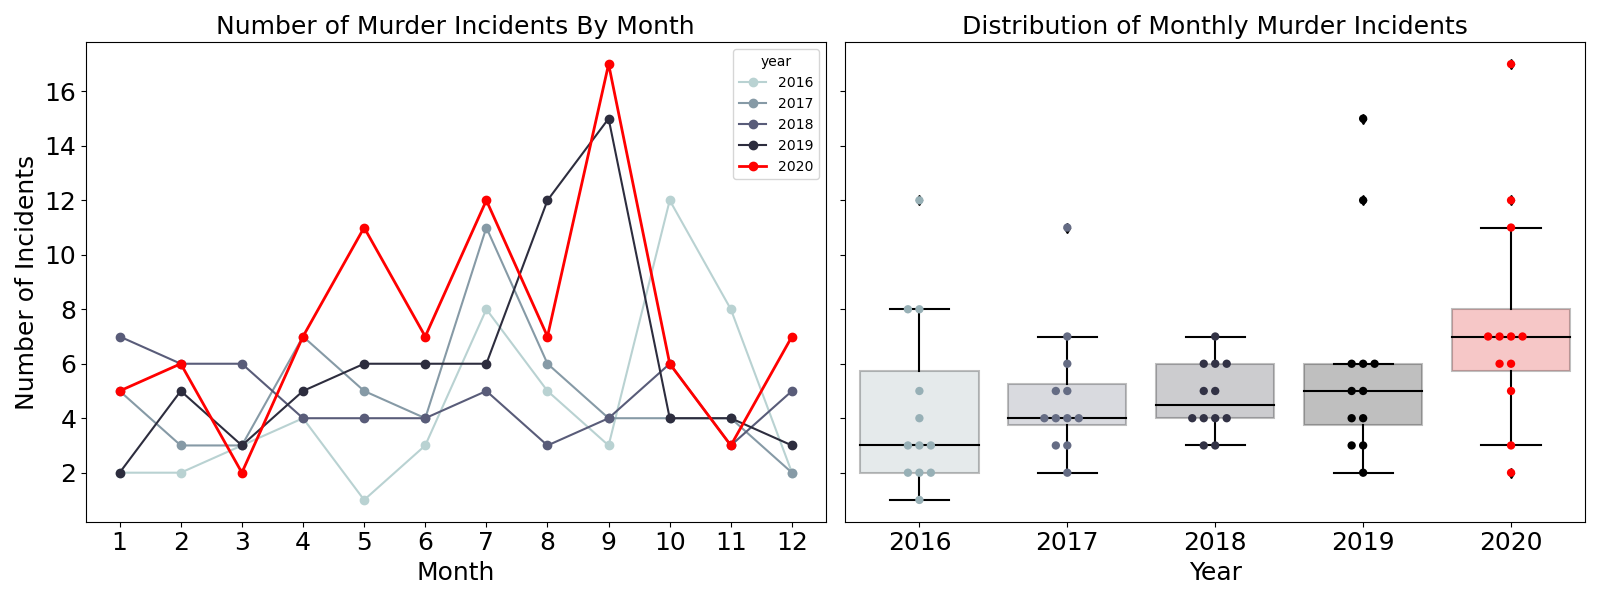 Number of Murder Incidents By Month
Number of Incidents
16
14
12
10
8
6
4
2
year
2016
2017
2018
2019
2020
1 2 3 4 5 6 7 8 9 10 11 12
Month
Distribution of Monthly Murder Incidents
2016 2017 2018 2019 2020
Year